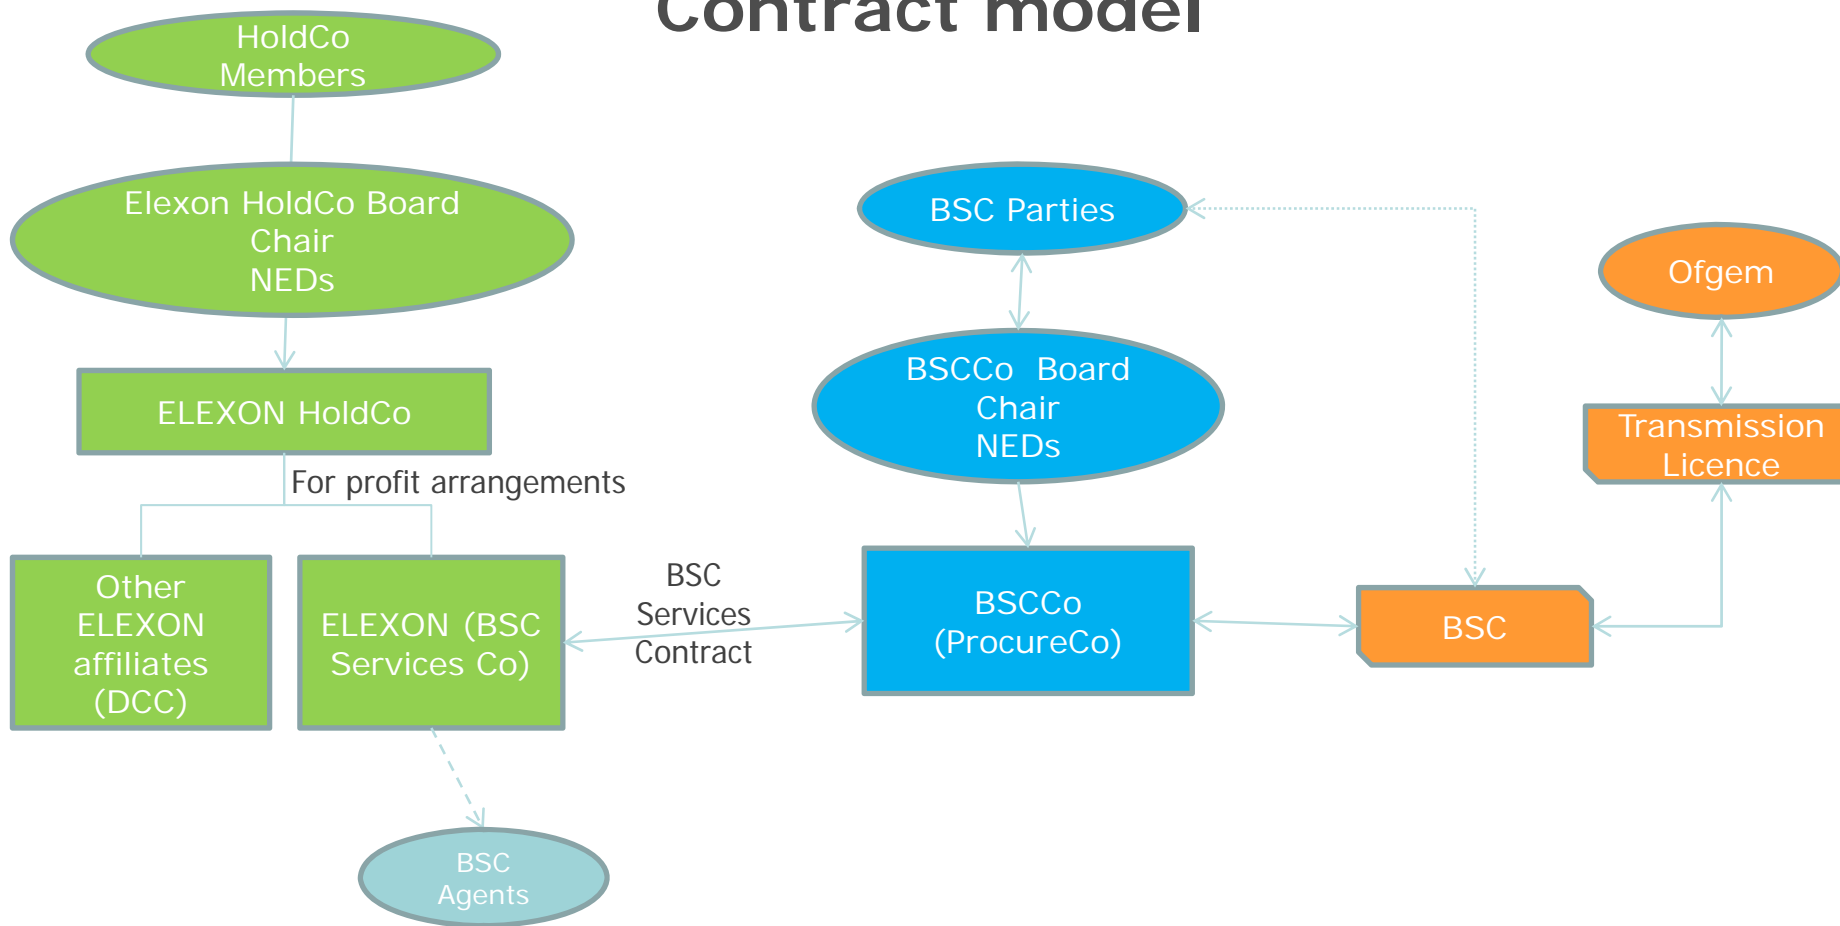 Contract model
HoldCo
Members
Elexon HoldCo Board
Chair
NEDs
ELEXON HoldCo
For profit arrangements
Other
ELEXON
affiliates
(DCC)
ELEXON (BSC
Services Co)
BSC
Agents
BSC
Services
Contract
BSC Parties
BSCCo  Board
Chair
NEDs
BSCCo
(ProcureCo)
BSC
Ofgem
Transmission
Licence